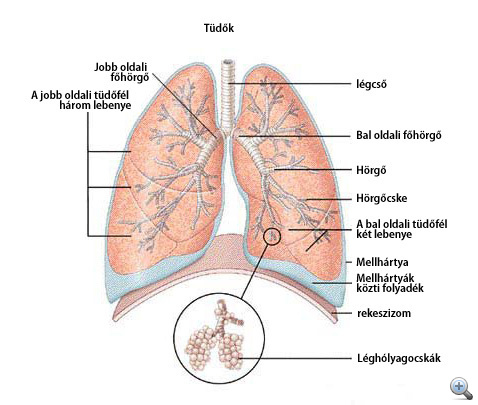 Tüdők
Jobb oldali
főhörgő
A jobb oldali tüdőfél
három lebenye
légcső
Bal oldali főhörgő
Hörgő
Hörgőcske
A bal oldali tüdőfél
két lebenye
Mellhártya
Mellhártyák
közti folyadék
rekeszizom
Léghólyagocskák